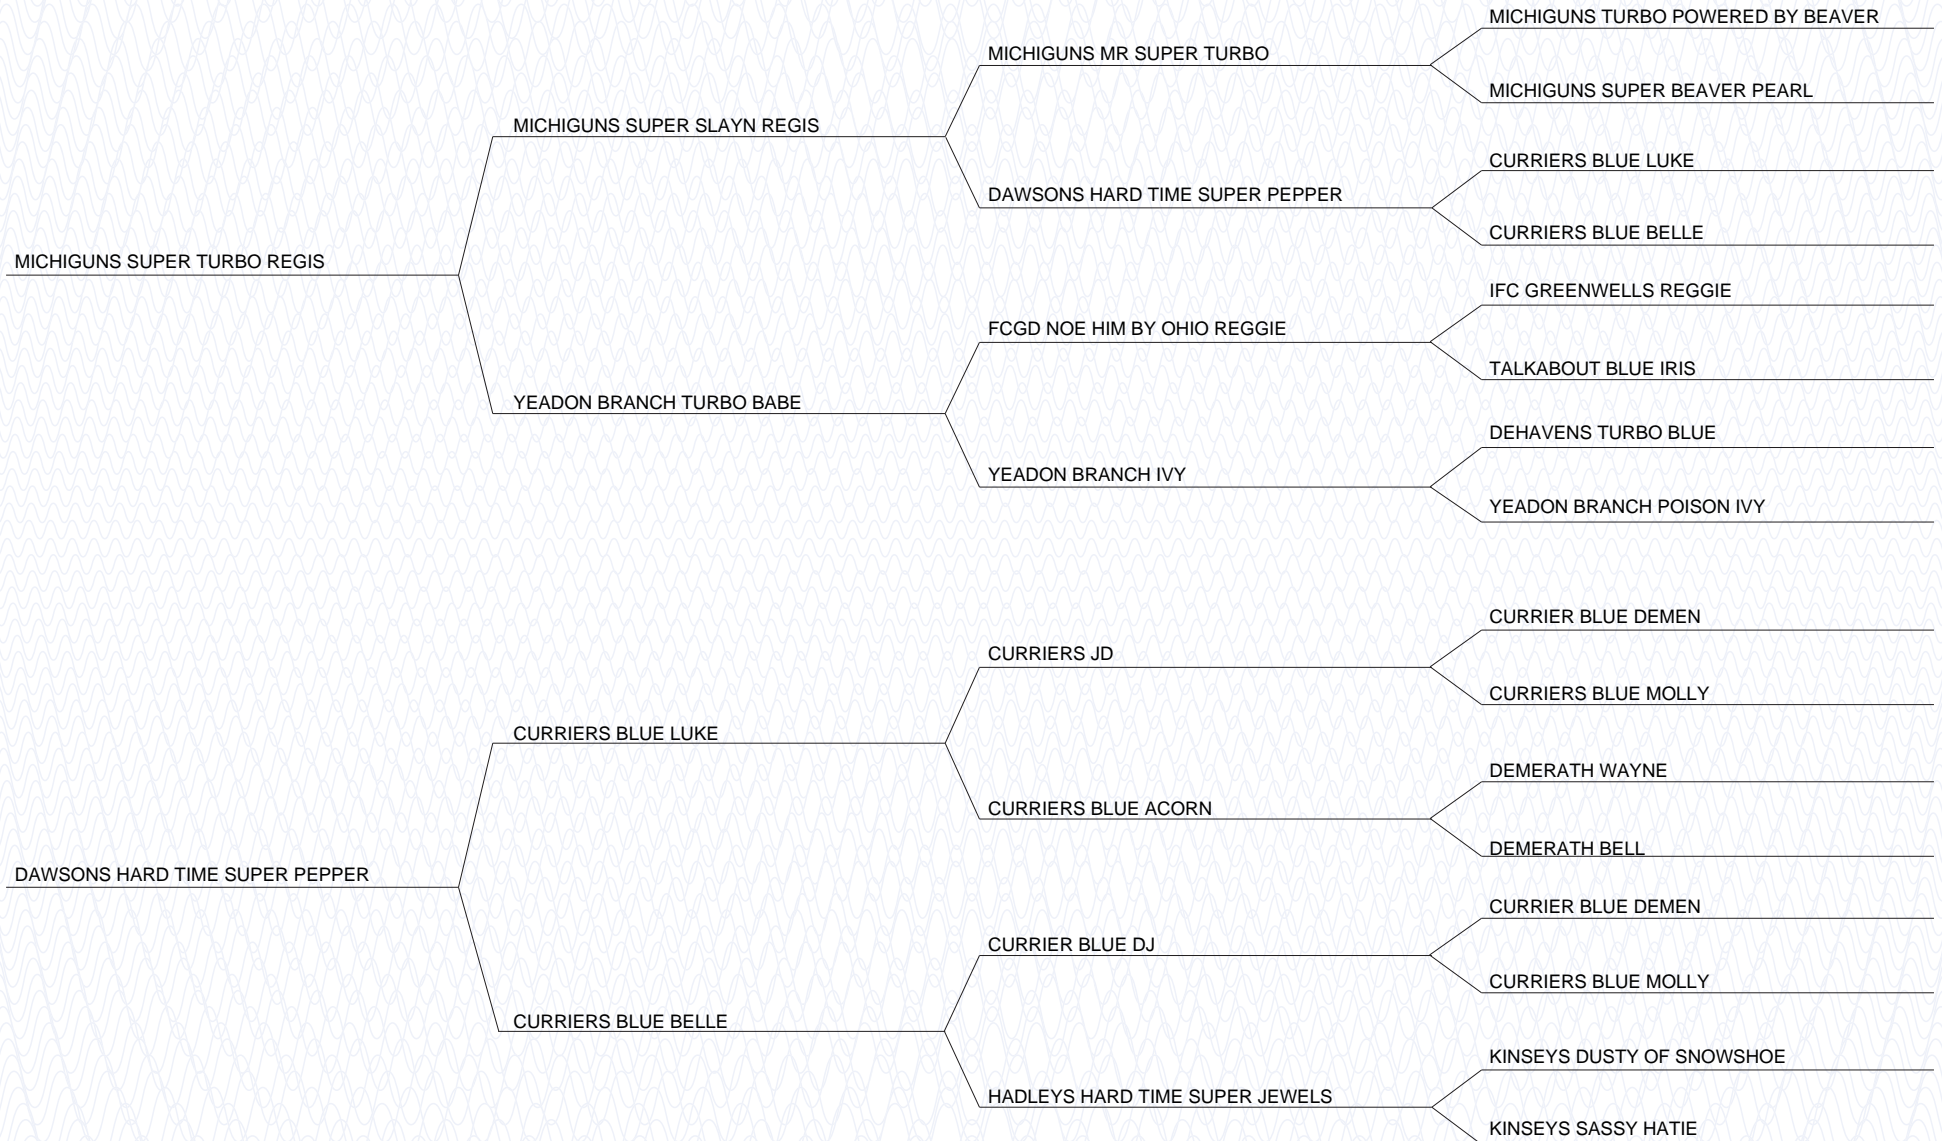 MICHIGUNS TURBO POWERED BY BEAVER
MICHIGUNS MR SUPER TURBO
MICHIGUNS SUPER BEAVER PEARL
MICHIGUNS SUPER SLAYN REGIS
CURRIERS BLUE LUKE
DAWSONS HARD TIME SUPER PEPPER
CURRIERS BLUE BELLE
MICHIGUNS SUPER TURBO REGIS
IFC GREENWELLS REGGIE
FCGD NOE HIM BY OHIO REGGIE
TALKABOUT BLUE IRIS
YEADON BRANCH TURBO BABE
DEHAVENS TURBO BLUE
YEADON BRANCH IVY
YEADON BRANCH POISON IVY
CURRIER BLUE DEMEN
CURRIERS JD
CURRIERS BLUE MOLLY
CURRIERS BLUE LUKE
DEMERATH WAYNE
CURRIERS BLUE ACORN
DEMERATH BELL
DAWSONS HARD TIME SUPER PEPPER
CURRIER BLUE DEMEN
CURRIER BLUE DJ
CURRIERS BLUE MOLLY
CURRIERS BLUE BELLE
KINSEYS DUSTY OF SNOWSHOE
HADLEYS HARD TIME SUPER JEWELS
KINSEYS SASSY HATIE